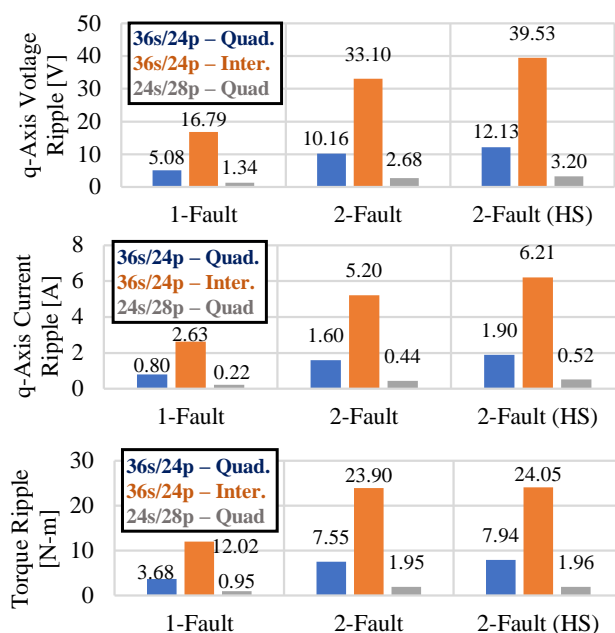 q-Axis Votlage
Ripple [V]
50
40
30
20
10
0
36s/24p – Quad.
36s/24p – Inter.
24s/28p – Quad
5.08
16.79
1.34
10.16
33.10
2.68
12.13
39.53
3.20
1-Fault
2-Fault
2-Fault (HS)
q-Axis Current
Ripple [A]
8
6
4
2
0
36s/24p – Quad.
36s/24p – Inter.
24s/28p – Quad
0.80
2.63
0.22
1.60
5.20
0.44
1.90
6.21
0.52
1-Fault
2-Fault
2-Fault (HS)
Torque Ripple
[N-m]
30
20
10
0
36s/24p – Quad.
36s/24p – Inter.
24s/28p – Quad
3.68
12.02
0.95
7.55
23.90
1.95
7.94
24.05
1.96
1-Fault
2-Fault
2-Fault (HS)